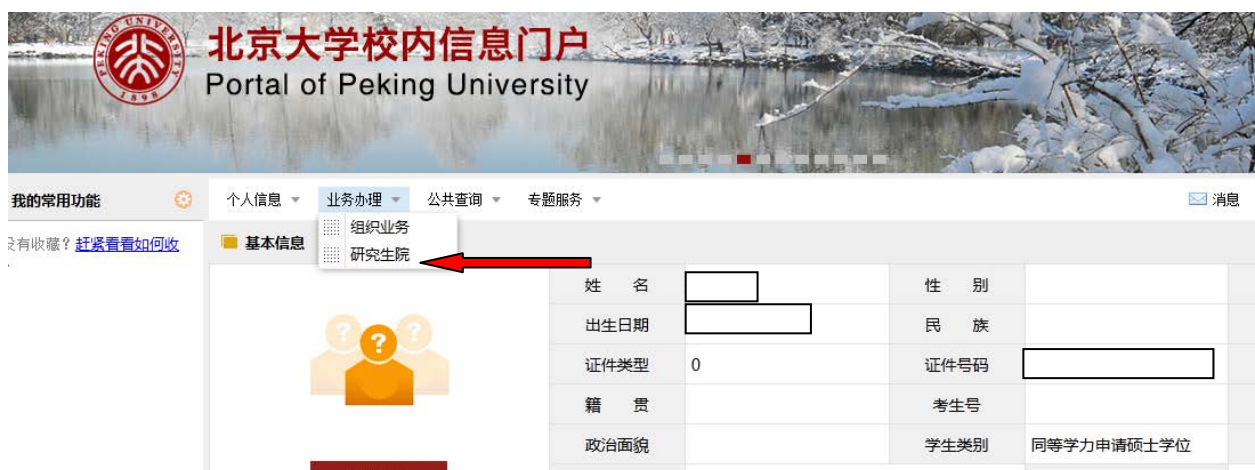 PEKING UNIVERSITY
1898
北京大学校内信息门户
Portal of Peking University
我的常用功能 个人信息 业务办理 公共查询 专题服务 消息
有收藏？赶紧看看如何收
组织业务
研究生院
基本信息
姓 名 性 别
出生日期 民 族
证件类型 0 证件号码
籍 贯 考生号
政治面貌 学生类别 同等学力申请硕士学位